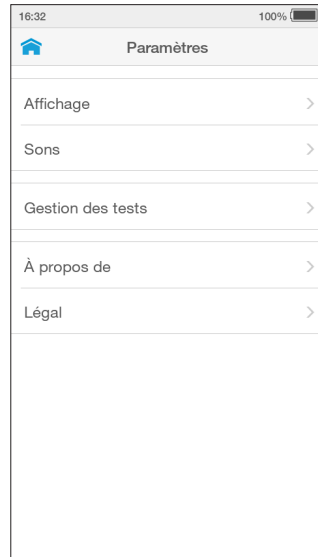 16:32 100%
Paramètres
Affichage
Sons
Gestion des tests
À propos de
Légal